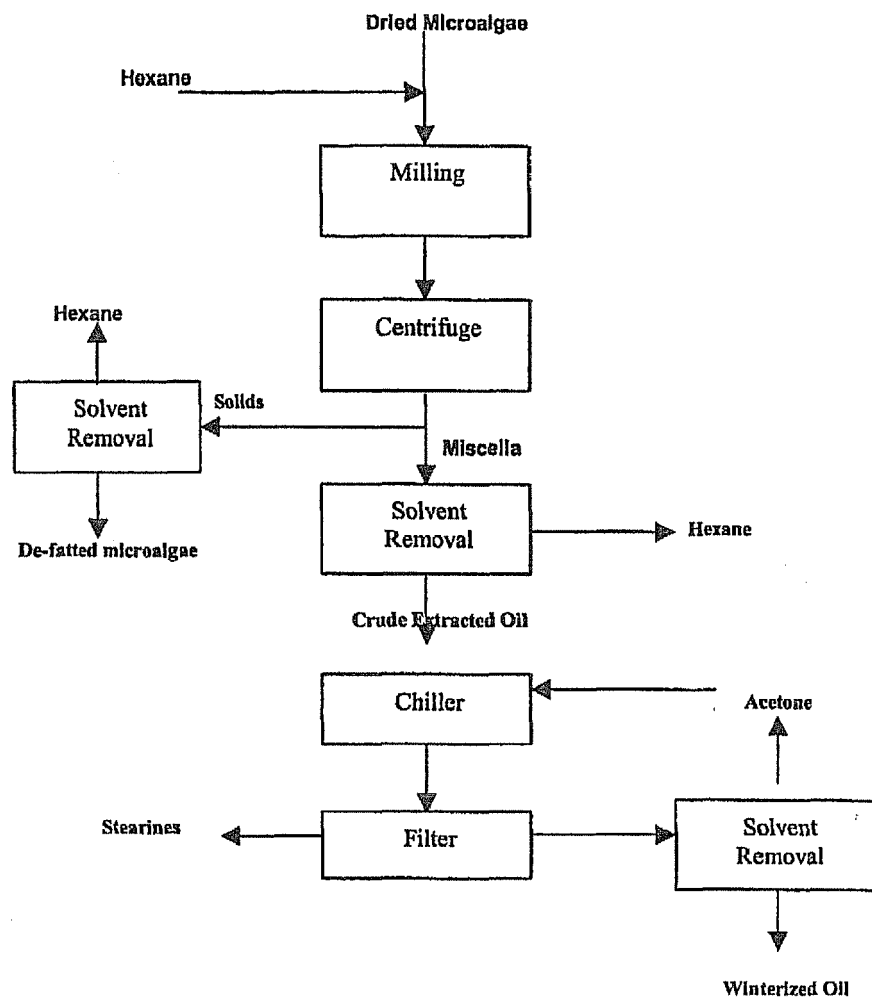 Dried Microalgae
Hexane
Milling
Centrifuge
Hexane
Solvent
Removal
Solids
Miscella
De-fatted microalgae
Solvent
Removal
Hexane
Crude Extracted Oil
Chiller
Acetone
Stearines
Filter
Solvent
Removal
Winterized Oil